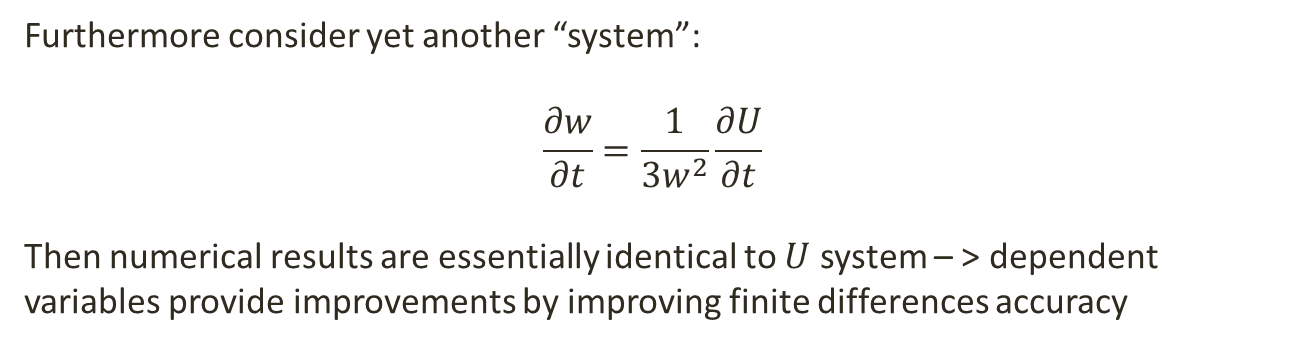 Furthermore consider yet another “system”:
∂w/∂t = 1/3w² ∂U/∂t
Then numerical results are essentially identical to U system – > dependent
variables provide improvements by improving finite differences accuracy